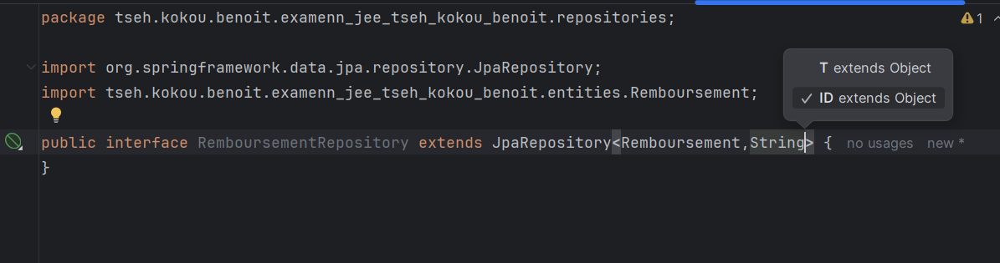 package tseh.kokou.benoit.examenn_jee_tseh_kokou_benoit.repositories;
1
import org.springframework.data.jpa.repository.JpaRepository;
T extends Object
import tseh.kokou.benoit.examenn_jee_tseh_kokou_benoit.entities.Remboursement;
ID extends Object
public interface RemboursementRepository extends JpaRepository<Remboursement,String> { no usages new *
}